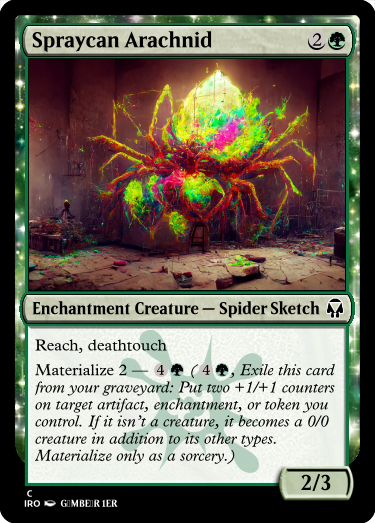 Spraycan Arachnid 2
Enchantment Creature — Spider Sketch
Reach, deathtouch
Materialize 2 — 4 ( 4 , Exile this card
from your graveyard: Put two +1/+1 counters
on target artifact, enchantment, or token you
control. If it isn't a creature, it becomes a 0/0
creature in addition to its other types.
Materialize only as a sorcery.)
2/3
C
IRO